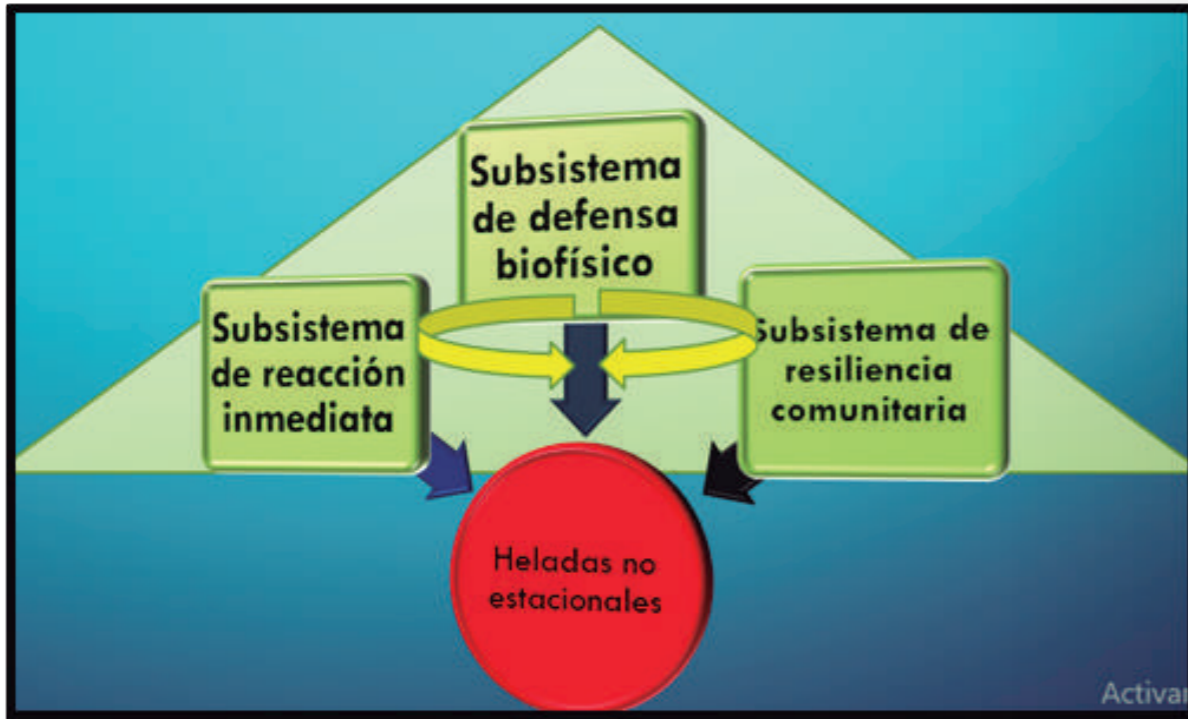 Subsistema
de defensa
biofísico
Subsistema
de reacción
inmediata
Subsistema de
resiliencia
comunitaria
Heladas no
estacionales
Activar